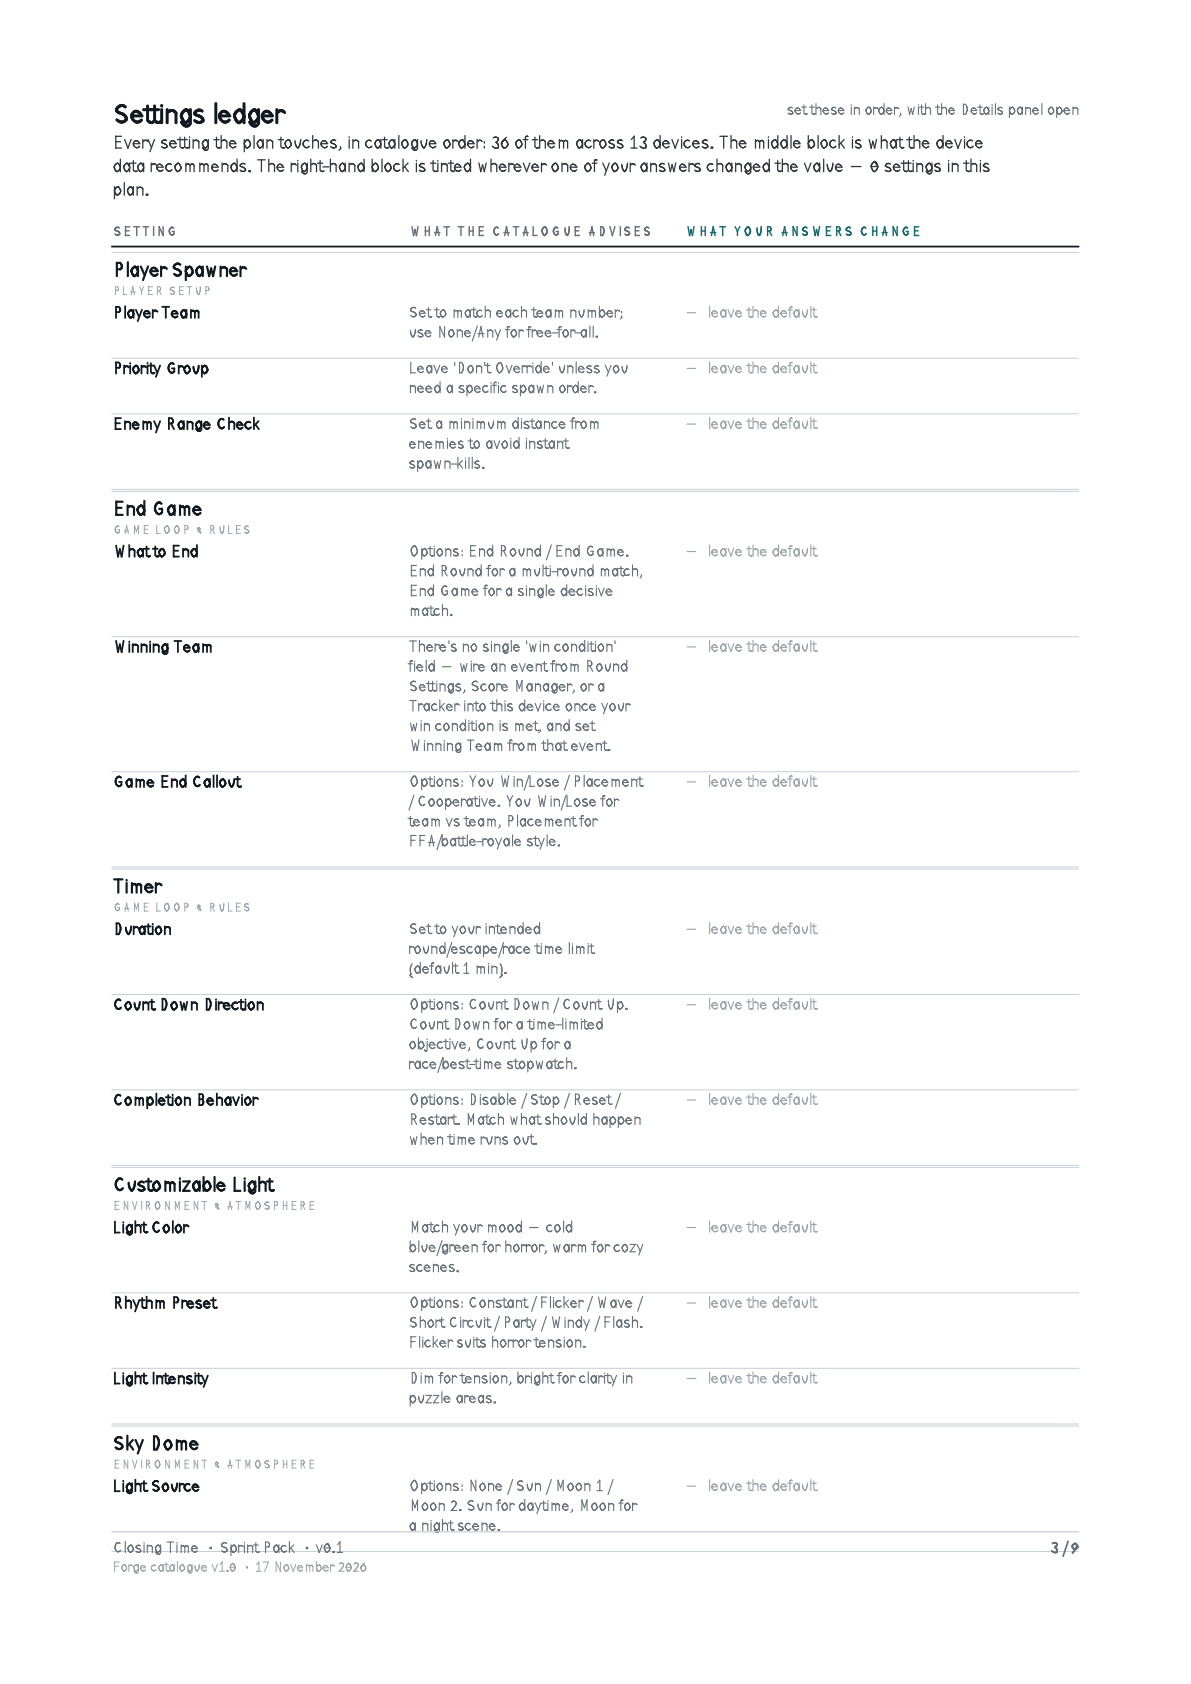 Settings ledger
set these in order, with the Details panel open
Every setting the plan touches, in catalogue order: 36 of them across 13 devices. The middle block is what the device
data recommends. The right-hand block is tinted wherever one of your answers changed the value — 0 settings in this
plan.
SETTING WHAT THE CATALOGUE ADVISES WHAT YOUR ANSWERS CHANGE
Player Spawner
PLAYER SETUP
Player Team Set to match each team number; — leave the default
use None/Any for free-for-all.
Priority Group Leave 'Don't Override' unless you — leave the default
need a specific spawn order.
Enemy Range Check Set a minimum distance from — leave the default
enemies to avoid instant
spawn-kills.
End Game
GAME LOOP & RULES
What to End Options: End Round / End Game. — leave the default
End Round for a multi-round match,
End Game for a single decisive
match.
Winning Team There's no single 'win condition' — leave the default
field — wire an event from Round
Settings, Score Manager, or a
Tracker into this device once your
win condition is met, and set
Winning Team from that event.
Game End Callout Options: You Win/Lose / Placement — leave the default
/ Cooperative. You Win/Lose for
team vs team, Placement for
FFA/battle-royale style.
Timer
GAME LOOP & RULES
Duration Set to your intended — leave the default
round/escape/race time limit
(default 1 min).
Count Down Direction Options: Count Down / Count Up. — leave the default
Count Down for a time-limited
objective, Count Up for a
race/best-time stopwatch.
Completion Behavior Options: Disable / Stop / Reset / — leave the default
Restart. Match what should happen
when time runs out.
Customizable Light
ENVIRONMENT & ATMOSPHERE
Light Color Match your mood — cold — leave the default
blue/green for horror, warm for cozy
scenes.
Rhythm Preset Options: Constant / Flicker / Wave / — leave the default
Short Circuit / Party / Windy / Flash.
Flicker suits horror tension.
Light Intensity Dim for tension, bright for clarity in — leave the default
puzzle areas.
Sky Dome
ENVIRONMENT & ATMOSPHERE
Light Source Options: None / Sun / Moon 1 / — leave the default
Moon 2. Sun for daytime, Moon for
a night scene.
Closing Time · Sprint Pack · v0.1 3 / 9
Forge catalogue v1.0 · 17 November 2026